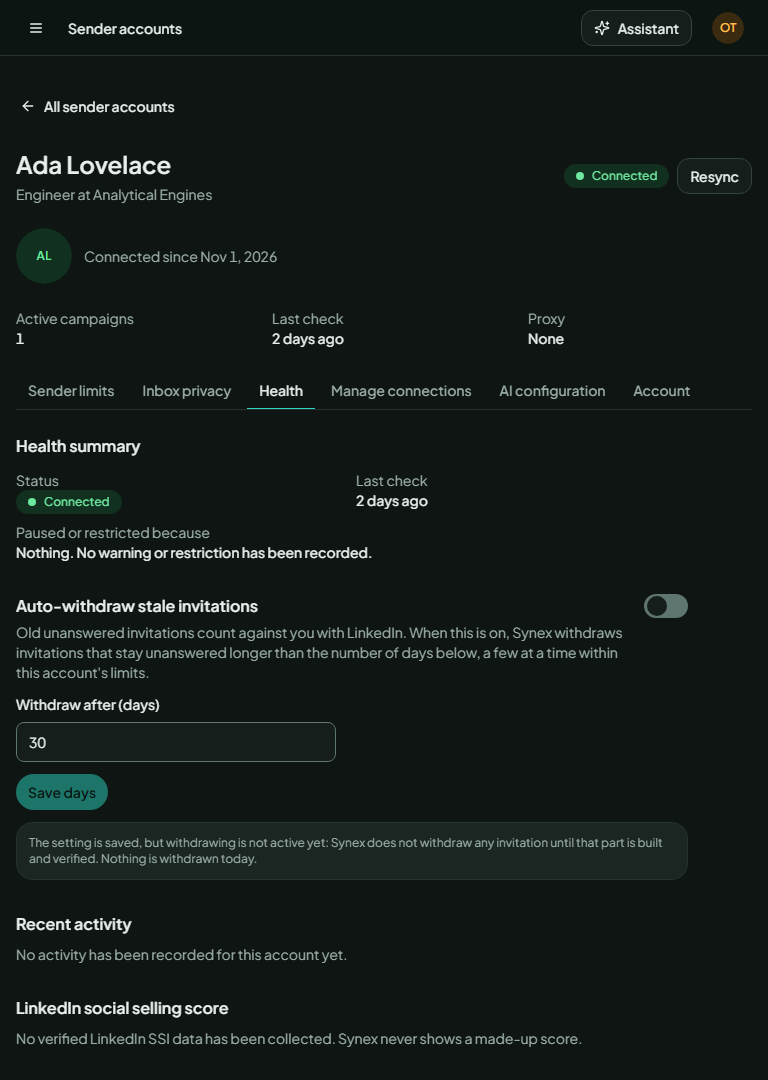 Sender accounts
Assistant
OT
All sender accounts
Ada Lovelace
Engineer at Analytical Engines
Connected
Resync
AL
Connected since Nov 1, 2026
Active campaigns
1
Last check
2 days ago
Proxy
None
Sender limits
Inbox privacy
Health
Manage connections
AI configuration
Account
Health summary
Status
Connected
Last check
2 days ago
Paused or restricted because
Nothing. No warning or restriction has been recorded.
Auto-withdraw stale invitations
Old unanswered invitations count against you with LinkedIn. When this is on, Synex withdraws
invitations that stay unanswered longer than the number of days below, a few at a time within
this account's limits.
Withdraw after (days)
30
Save days
The setting is saved, but withdrawing is not active yet: Synex does not withdraw any invitation until that part is built
and verified. Nothing is withdrawn today.
Recent activity
No activity has been recorded for this account yet.
LinkedIn social selling score
No verified LinkedIn SSI data has been collected. Synex never shows a made-up score.